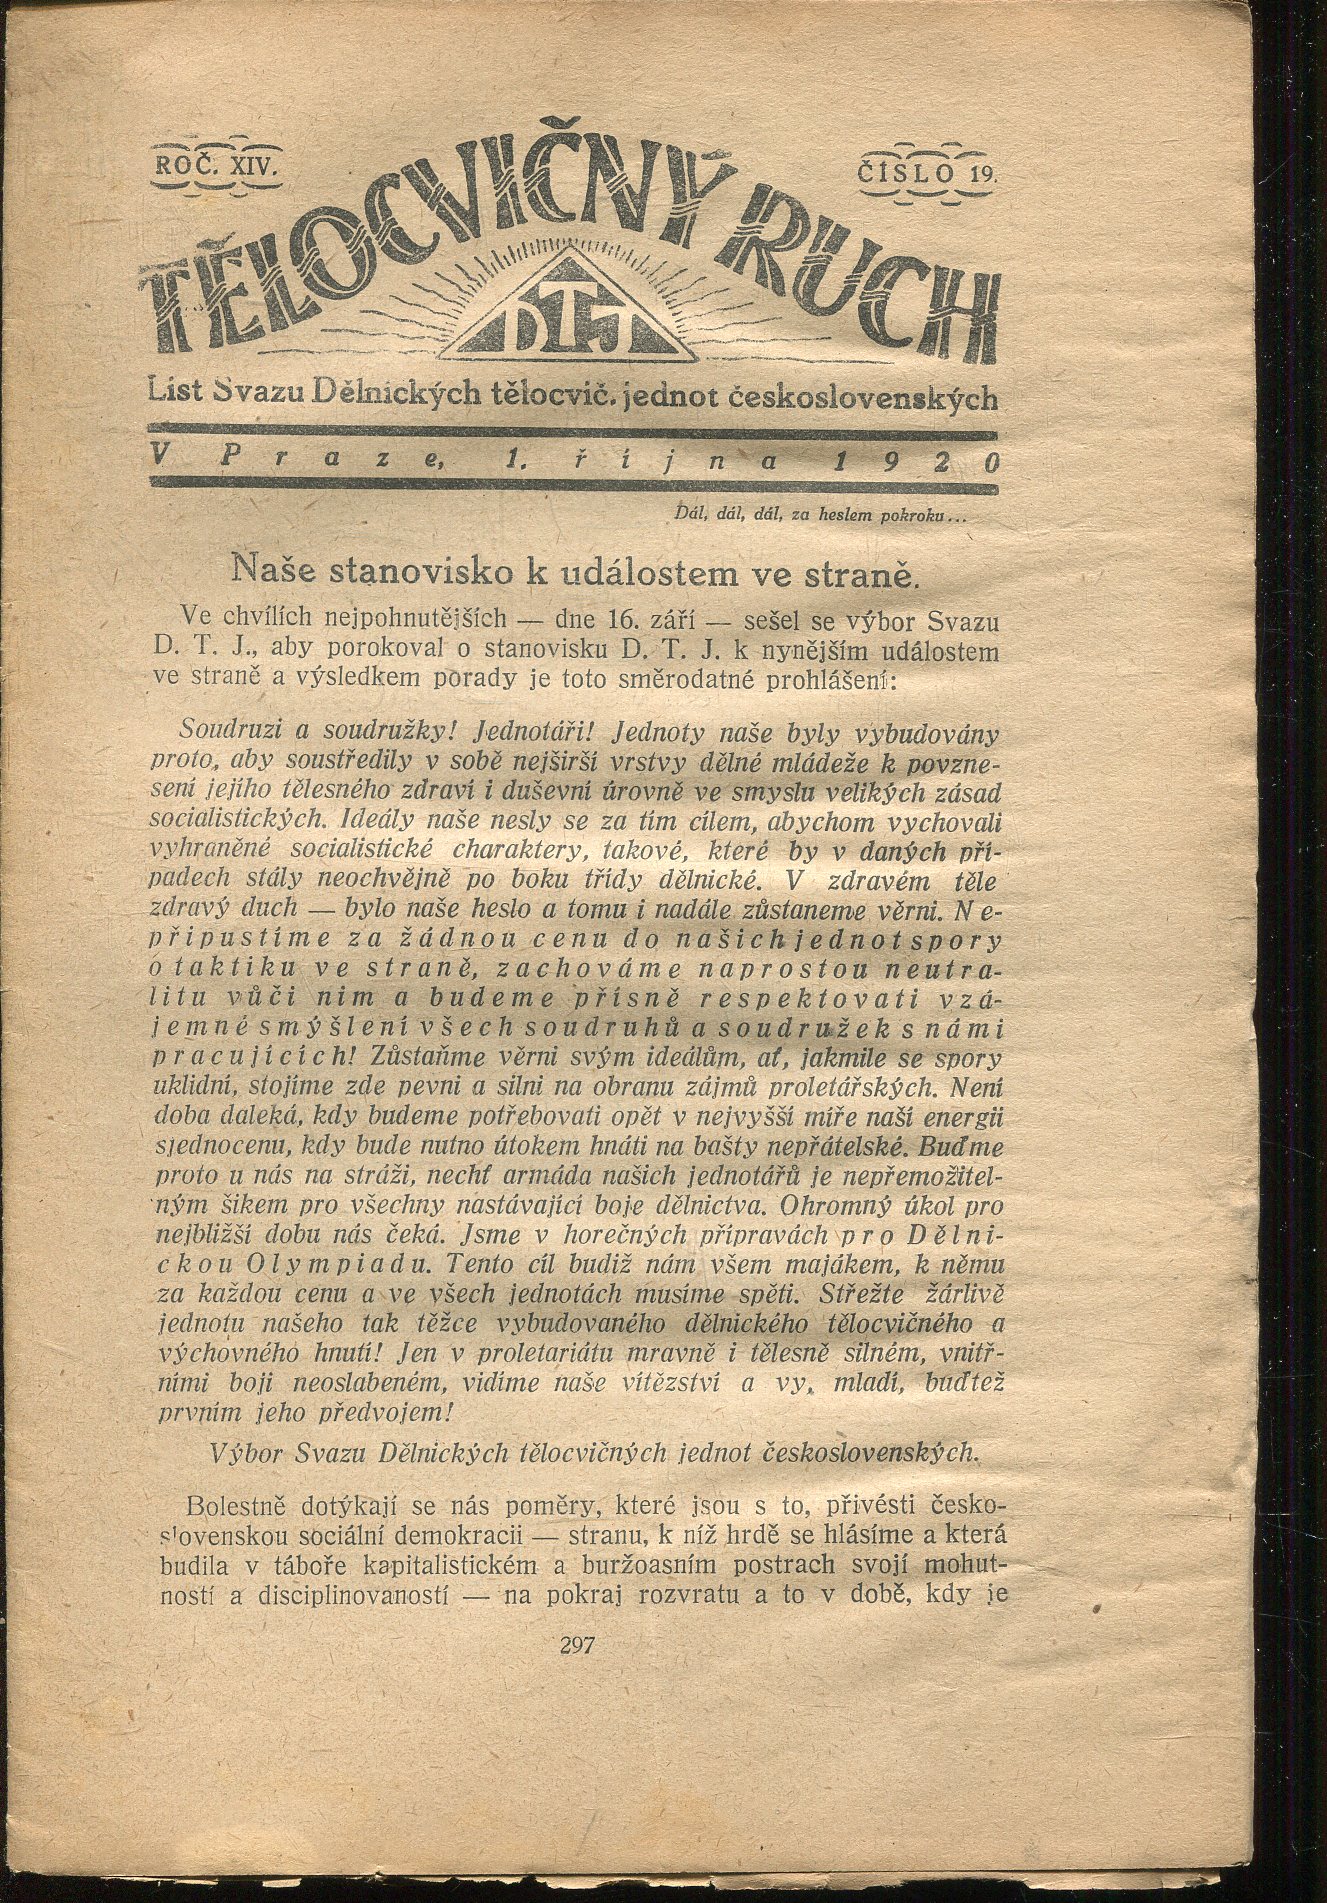 ROČ. XIV.
ČÍSLO 19.
TĚLOCVIČNÝ RUCH
DTJ
List Svazu Dělnických tělocvič. jednot československých
V Praze, 1. října 1920
Dál, dál, dál, za heslem pokroku...
Naše stanovisko k událostem ve straně.
Ve chvílích nejpohnutějších — dne 16. září — sešel se výbor Svazu
D. T. J., aby porokoval o stanovisku D. T. J. k nynějším událostem
ve straně a výsledkem porady je toto směrodatné prohlášení:
Soudruzi a soudružky! Jednotáři! Jednoty naše byly vybudovány
proto, aby soustředily v sobě nejširší vrstvy dělné mládeže k povzne-
sení jejího tělesného zdraví i duševní úrovně ve smyslu velikých zásad
socialistických. Ideály naše nesly se za tím cílem, abychom vychovali
vyhraněné socialistické charaktery, takové, které by v daných pří-
padech stály neochvějně po boku třídy dělnické. V zdravém těle
zdravý duch — bylo naše heslo a tomu i nadále zůstaneme věrni. Ne-
připustíme za žádnou cenu do našich jednot spory
o taktiku ve straně, zachováme naprostou neutra-
litu vůči nim a budeme přísně respektovati vzá-
jemné smýšlení všech soudruhů a soudružek s námi
pracujících! Zůstaňme věrni svým ideálům, ať, jakmile se spory
uklidní, stojíme zde pevni a silni na obranu zájmů proletářských. Není
doba daleká, kdy budeme potřebovati opět v nejvyšší míře naší energii
sjednocenu, kdy bude nutno útokem hnáti na bašty nepřátelské. Buďme
proto u nás na stráži, nechť armáda našich jednotářů je nepřemožitel-
ným šikem pro všechny nastávající boje dělnictva. Ohromný úkol pro
nejbližší dobu nás čeká. Jsme v horečných přípravách pro Dělni-
ckou Olympiadu. Tento cíl budiž nám všem majákem, k němu
za každou cenu a ve všech jednotách musíme spěti. Střežte žárlivě
jednotu našeho tak těžce vybudovaného dělnického tělocvičného a
výchovného hnutí! Jen v proletariátu mravně i tělesně silném, vnitř-
ními boji neoslabeném, vidíme naše vítězství a vy, mladí, buďtež
prvním jeho předvojem!
Výbor Svazu Dělnických tělocvičných jednot československých.
Bolestně dotýkají se nás poměry, které jsou s to, přivésti česko-
slovenskou sociální demokracii — stranu, k níž hrdě se hlásíme a která
budila v táboře kapitalistickém a buržoasním postrach svojí mohut-
ností a disciplinovaností — na pokraj rozvratu a to v době, kdy je
297